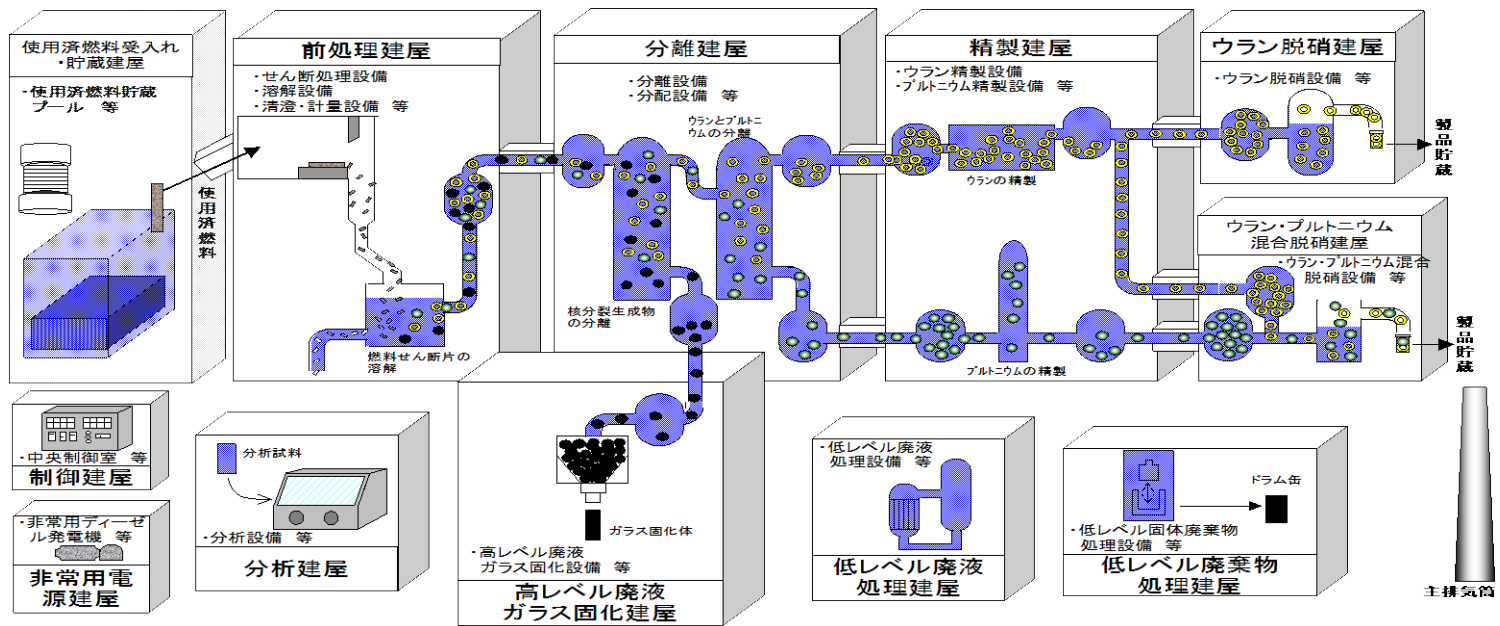 使用済燃料受入れ
・貯蔵建屋
・使用済燃料貯蔵
プール 等
使用済燃料
前処理建屋
・せん断処理設備
・溶解設備
・清澄・計量設備 等
燃料せん断片の
溶解
分離建屋
・分離設備
・分配設備 等
ウランとプルトニ
ウムの分離
核分裂生成物
の分離
精製建屋
・ウラン精製設備
・プルトニウム精製設備 等
ウランの精製
プルトニウムの精製
ウラン脱硝建屋
・ウラン脱硝設備 等
製品貯蔵
ウラン・プルトニウム
混合脱硝建屋
・ウラン・プルトニウム混合
脱硝設備 等
製品貯蔵
・中央制御室 等
制御建屋
・非常用ディーゼ
ル発電機 等
非常用電
源建屋
分析試料
・分析設備 等
分析建屋
ガラス固化体
・高レベル廃液
ガラス固化設備 等
高レベル廃液
ガラス固化建屋
・低レベル廃液
処理設備 等
低レベル廃液
処理建屋
ドラム缶
・低レベル固体廃棄物
処理設備 等
低レベル廃棄物
処理建屋
主排気筒